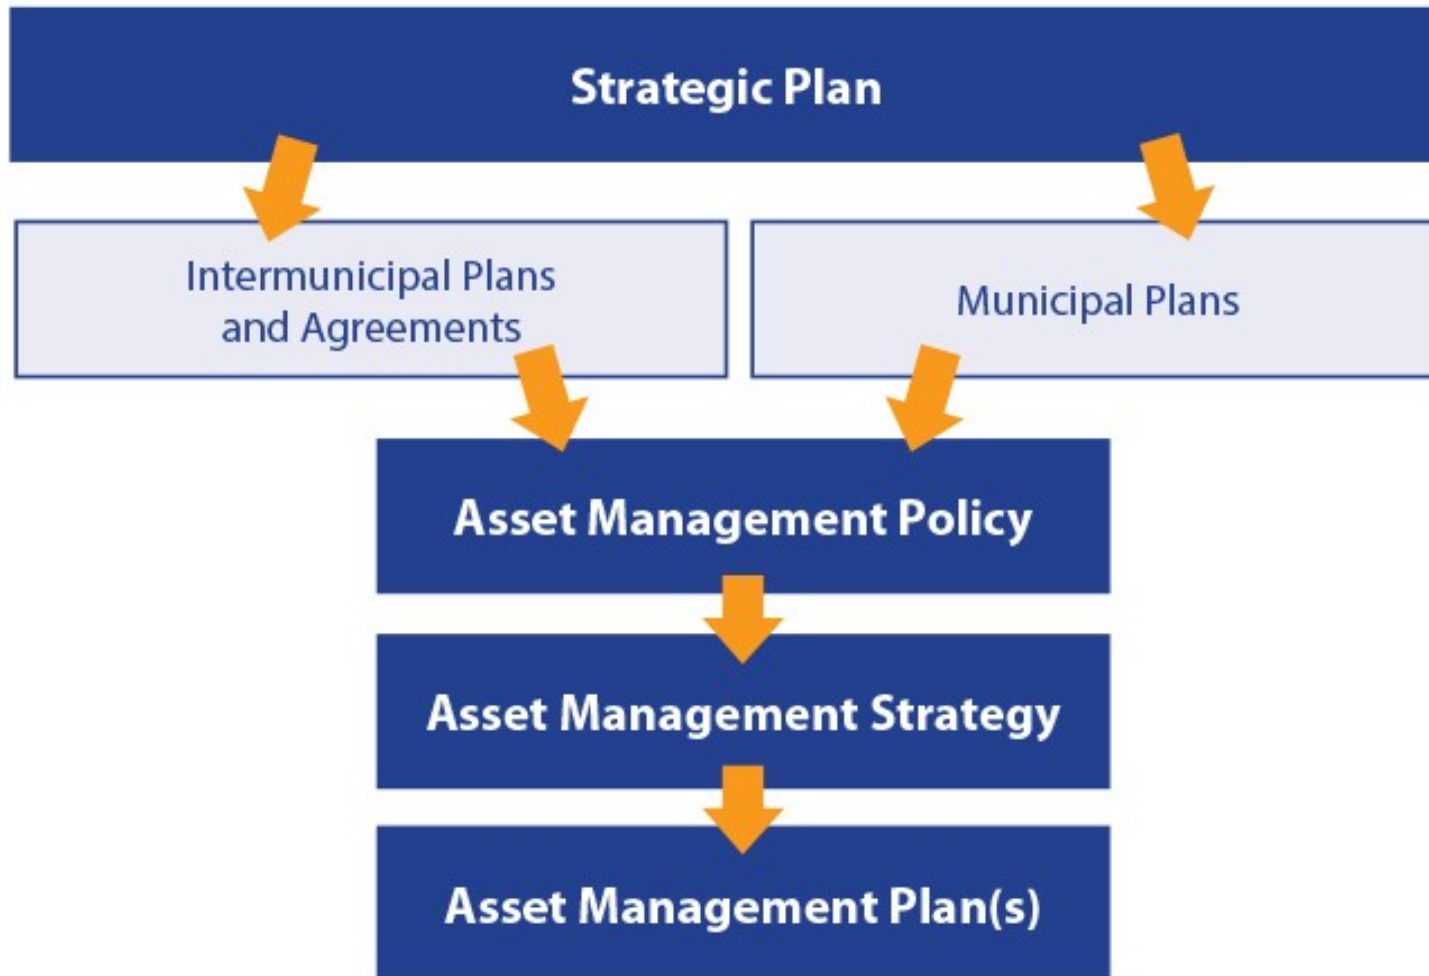 Strategic Plan
Intermunicipal Plans
and Agreements
Municipal Plans
Asset Management Policy
Asset Management Strategy
Asset Management Plan(s)